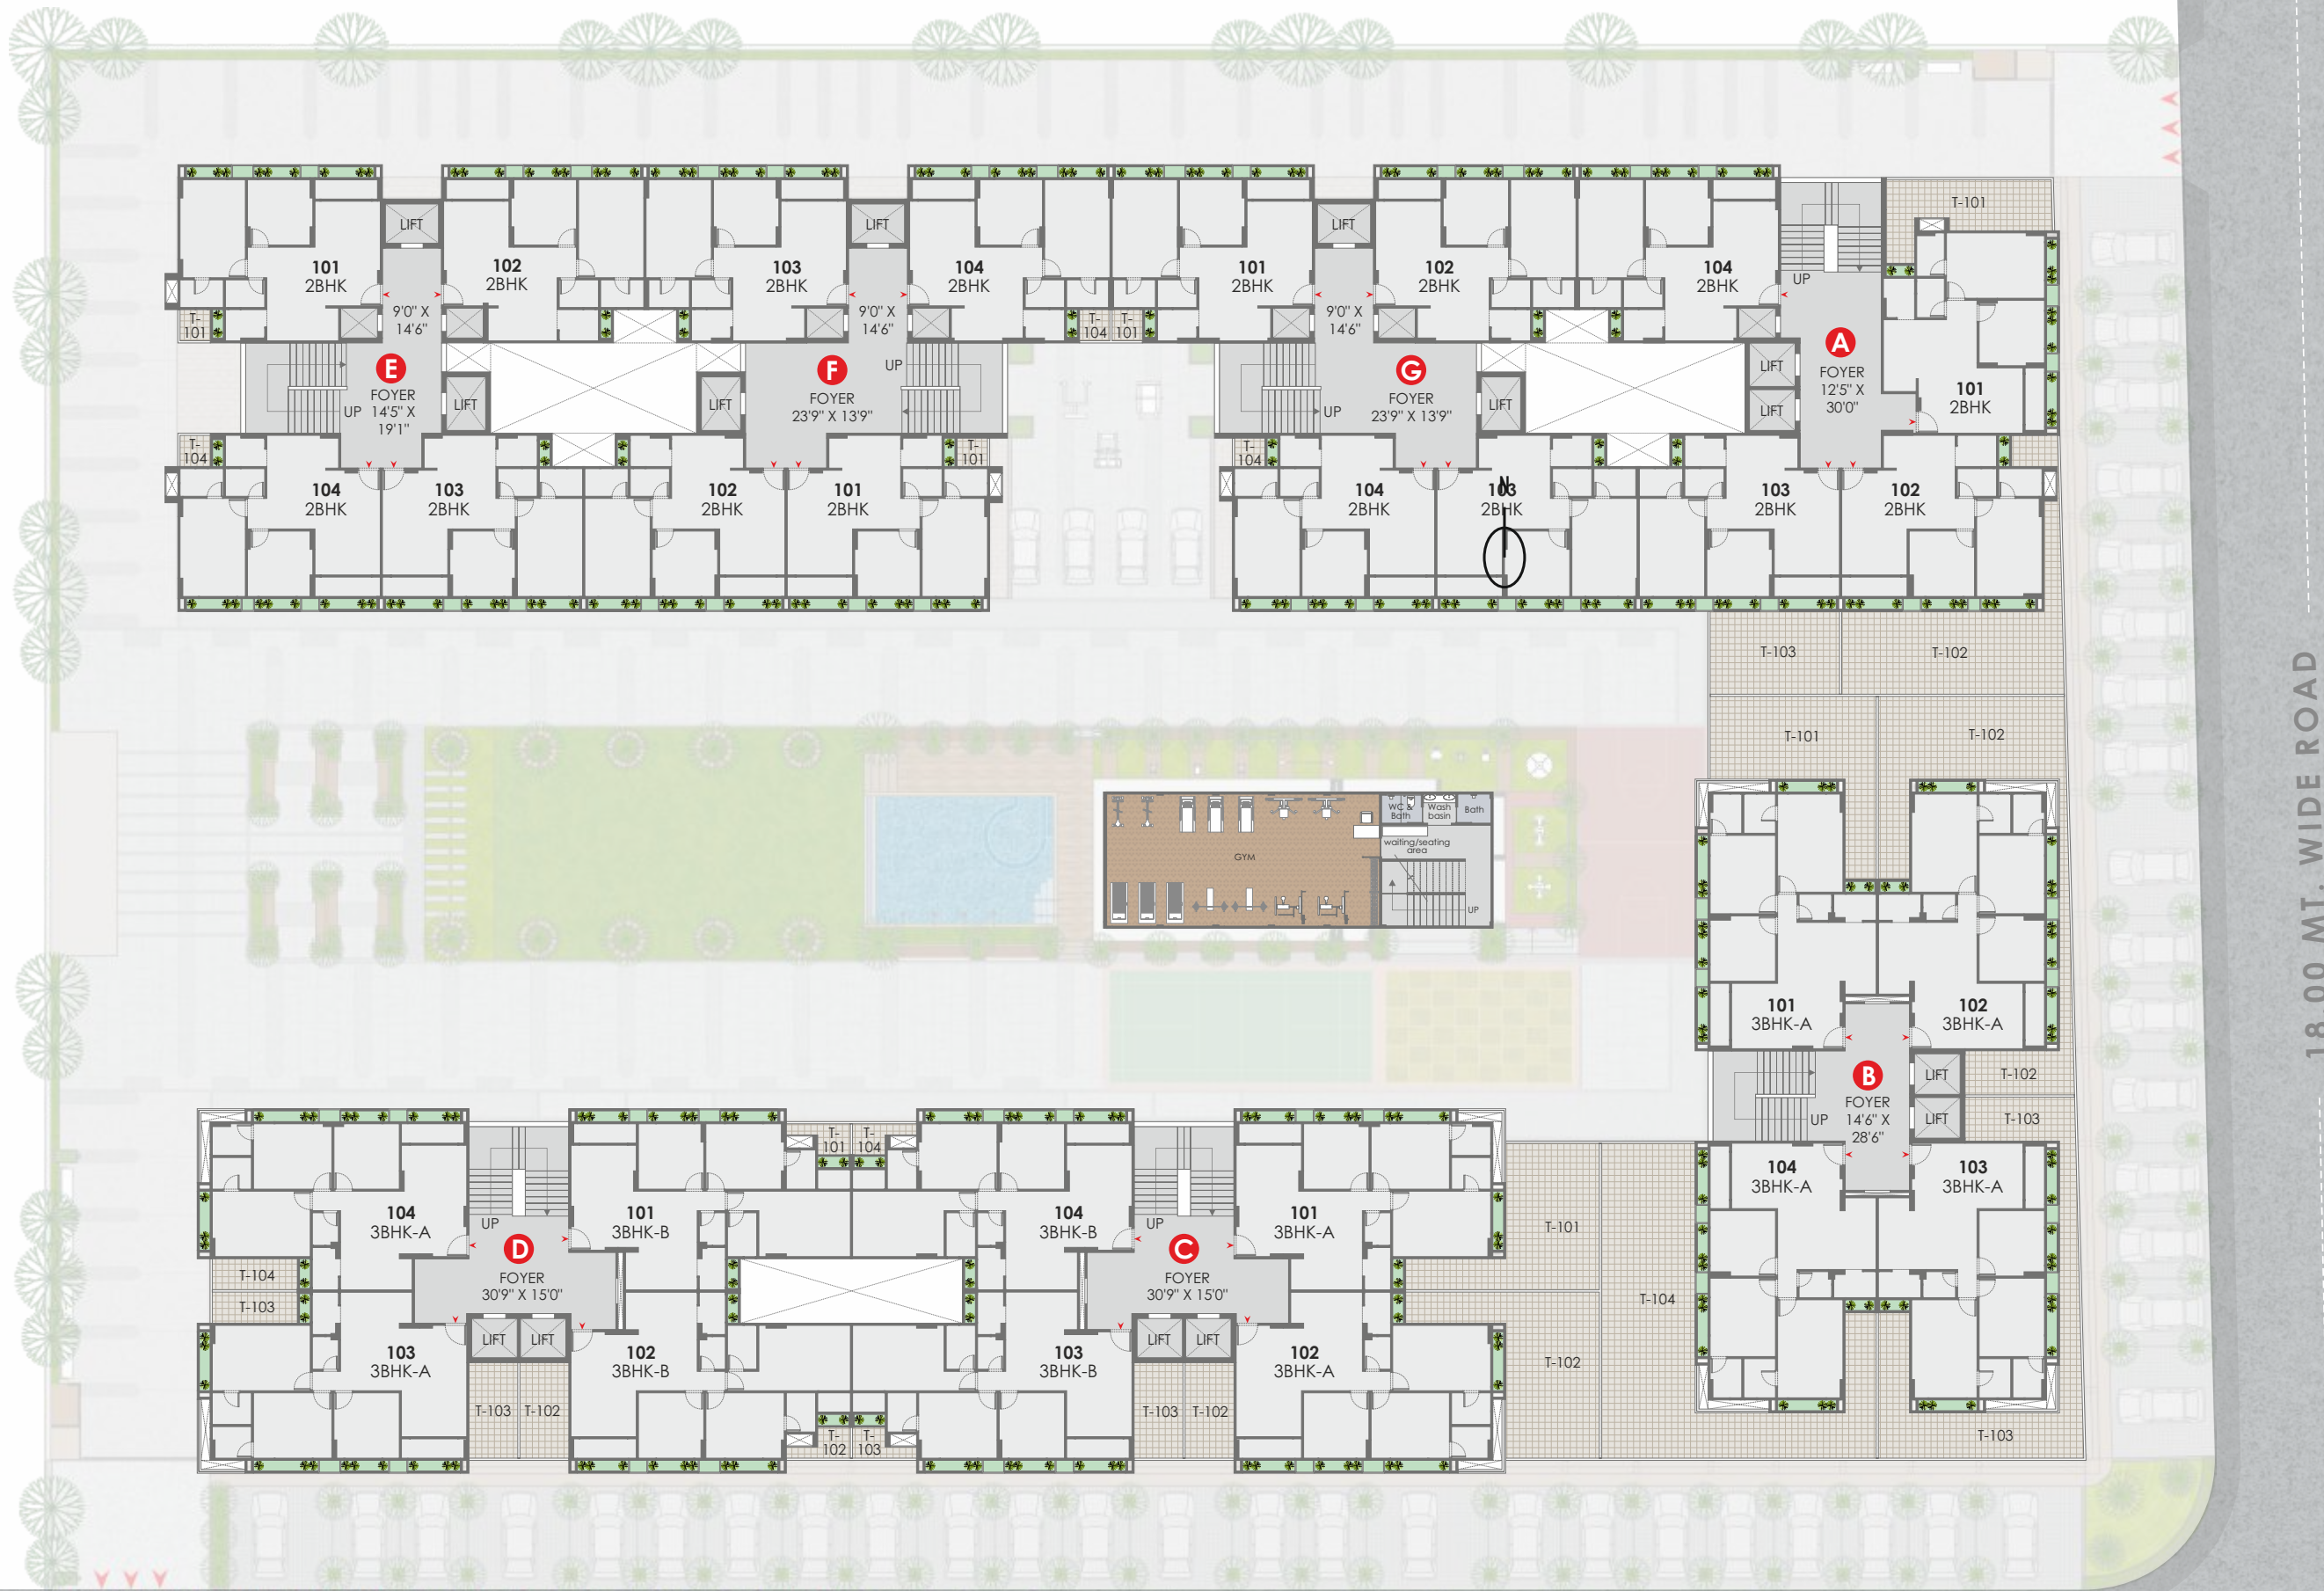 T-101
LIFT
LIFT
LIFT
101
2BHK
102
2BHK
103
2BHK
104
2BHK
101
2BHK
102
2BHK
104
2BHK
UP
9'0" X
14'6"
9'0" X
14'6"
9'0" X
14'6"
T-
101
T-
104
T-
101
E
FOYER
14'5" X
19'1"
UP
LIFT
LIFT
F
FOYER
23'9" X 13'9"
UP
UP
G
FOYER
23'9" X 13'9"
LIFT
LIFT
LIFT
A
FOYER
12'5" X
30'0"
101
2BHK
T-
104
T-
101
T-
104
104
2BHK
103
2BHK
102
2BHK
101
2BHK
104
2BHK
103
2BHK
N
103
2BHK
102
2BHK
T-103
T-102
T-101
T-102
18.00 MT. WIDE ROAD
GYM
WC &
Bath
Wash
basin
Bath
waiting/seating
area
UP
101
3BHK-A
102
3BHK-A
B
FOYER
14'6" X
28'6"
UP
LIFT
LIFT
T-102
T-103
104
3BHK-A
103
3BHK-A
T-103
T-
101
T-
104
104
3BHK-A
UP
101
3BHK-B
104
3BHK-B
UP
101
3BHK-A
T-101
D
FOYER
30'9" X 15'0"
C
FOYER
30'9" X 15'0"
T-104
T-103
T-104
LIFT
LIFT
LIFT
LIFT
103
3BHK-A
102
3BHK-B
103
3BHK-B
102
3BHK-A
T-102
T-103
T-102
T-
102
T-
103
T-103
T-102